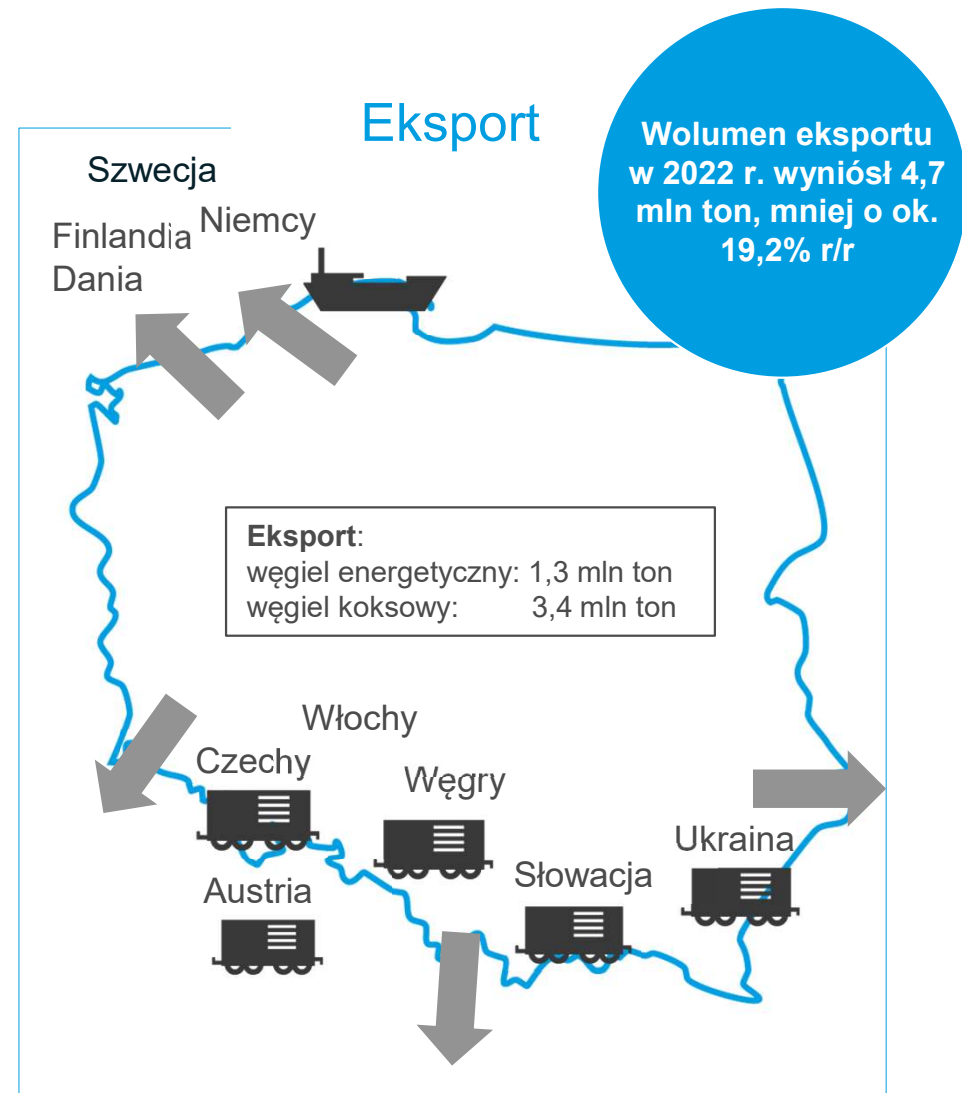 Eksport
Wolumen eksportu
w 2022 r. wyniósł 4,7
mln ton, mniej o ok.
19,2% r/r
Szwecja
Niemcy
Finlandia
Dania
Eksport:
węgiel energetyczny: 1,3 mln ton
węgiel koksowy: 3,4 mln ton
Włochy
Czechy
Węgry
Ukraina
Słowacja
Austria